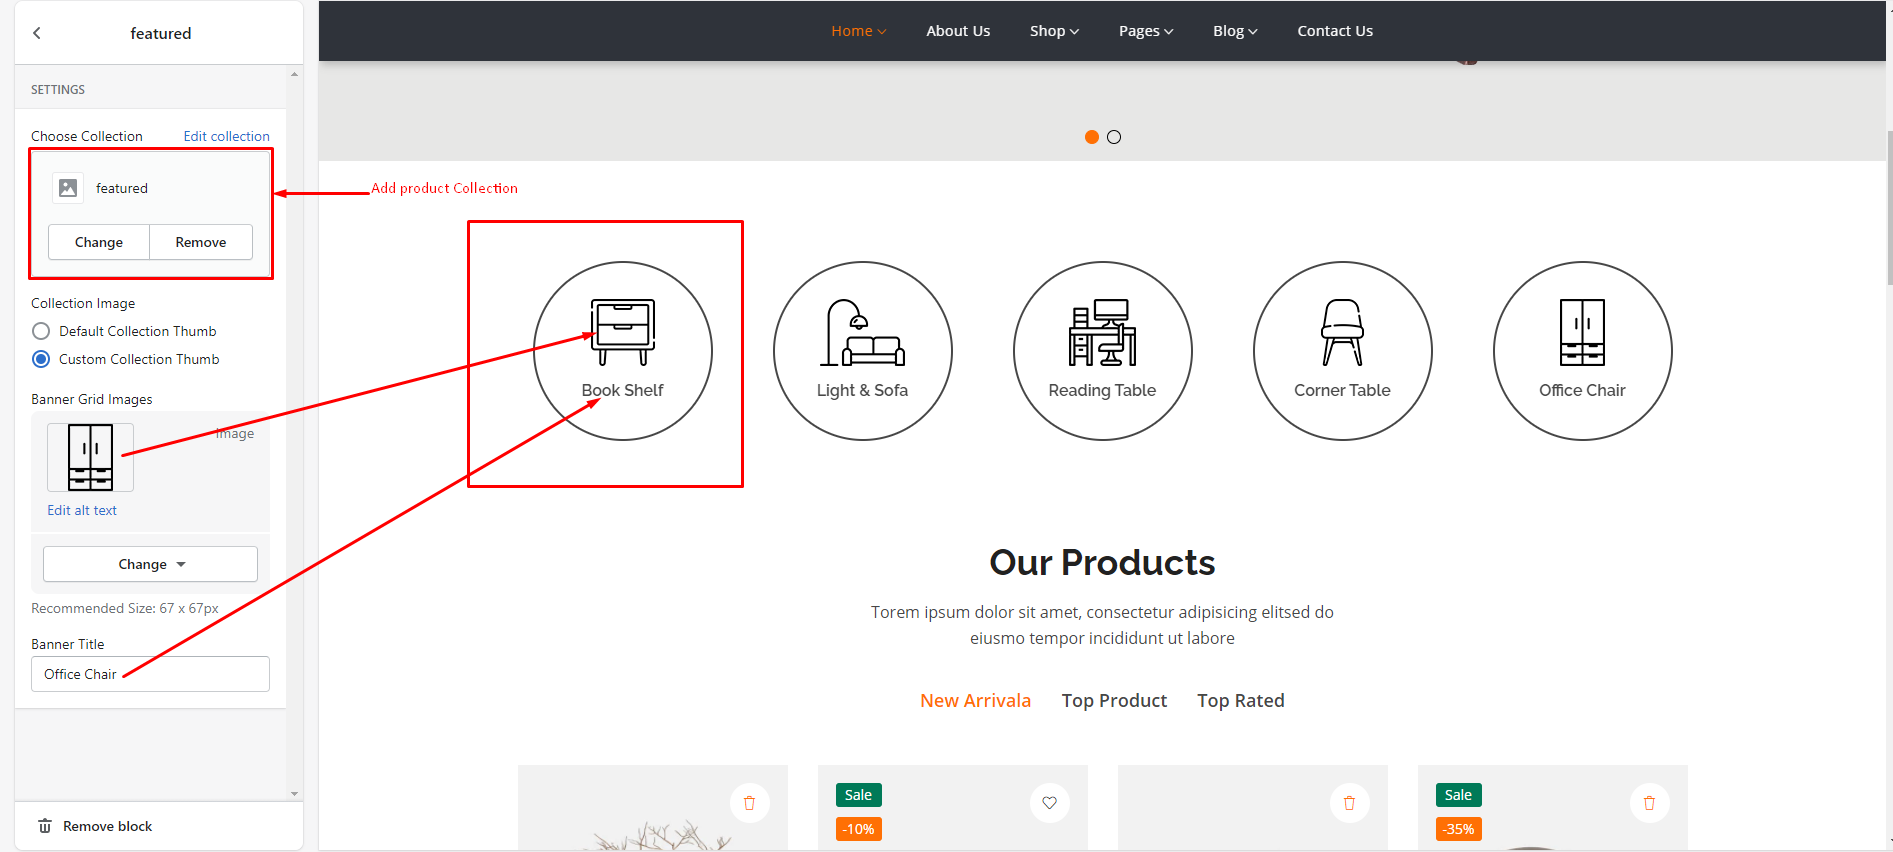 featured
SETTINGS
Choose Collection Edit collection
featured
Change Remove
Collection Image
Default Collection Thumb
Custom Collection Thumb
Banner Grid Images
Image
Edit alt text
Change
Recommended Size: 67 x 67px
Banner Title
Office Chair
Remove block
Home About Us Shop Pages Blog Contact Us
Add product Collection
Book Shelf Light & Sofa Reading Table Corner Table Office Chair
Our Products
Torem ipsum dolor sit amet, consectetur adipisicing elitsed do
eiusmo tempor incididunt ut labore
New Arrivala Top Product Top Rated
Sale Sale
-10% -35%